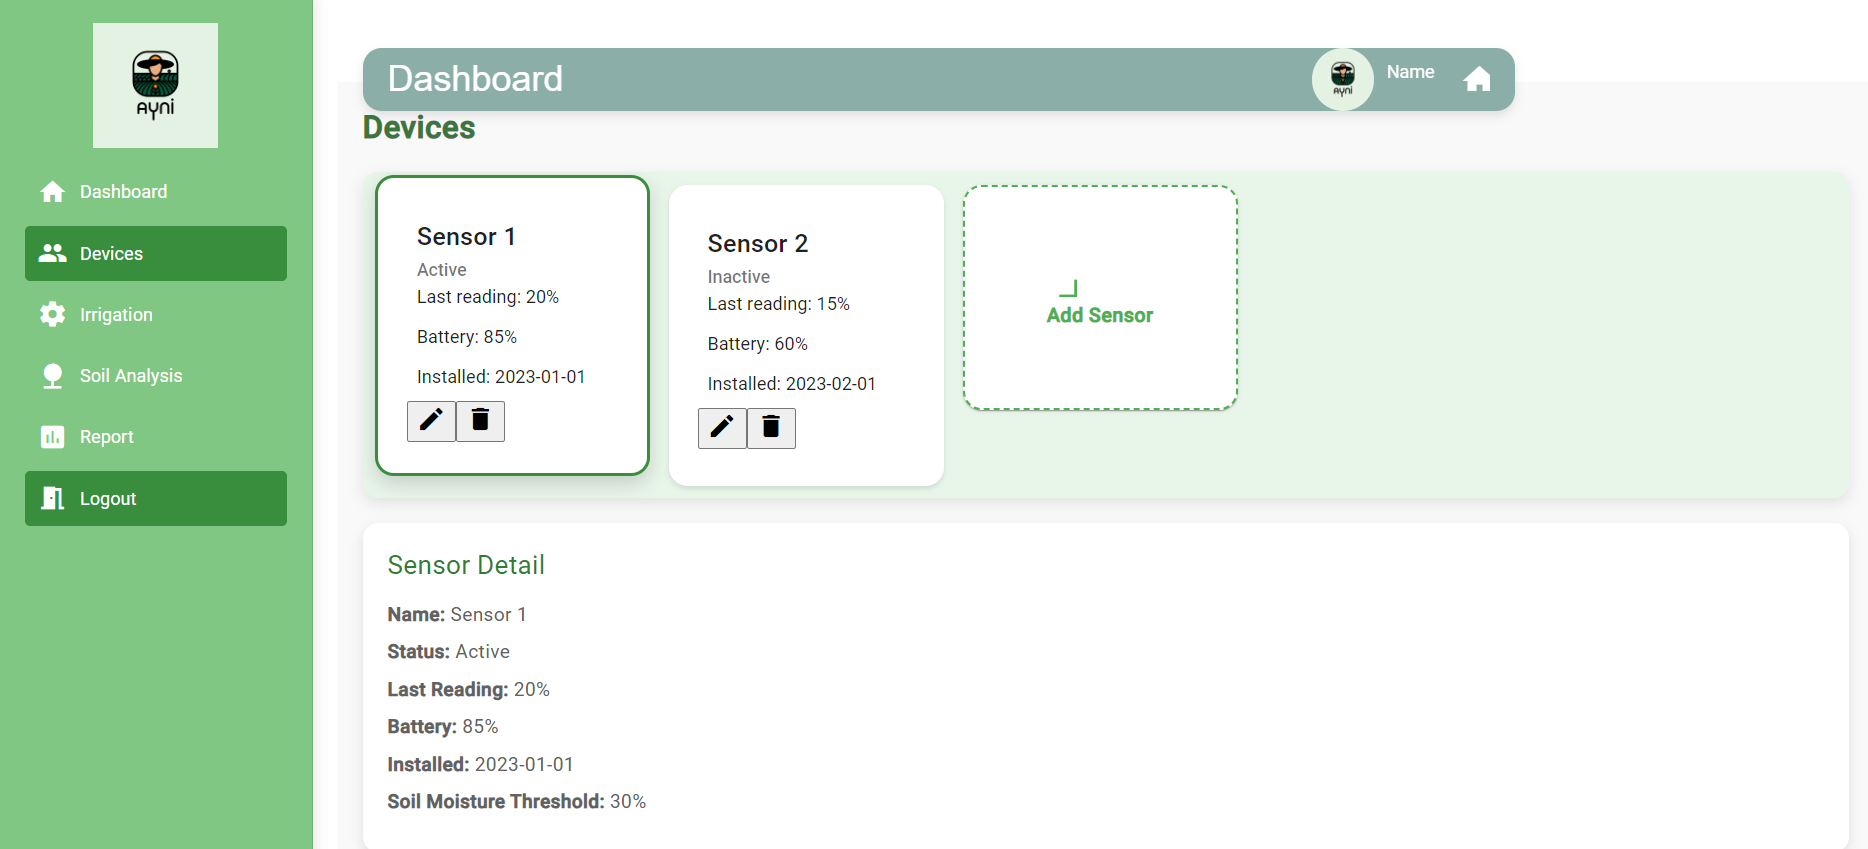 AYNI
Dashboard
Devices
Irrigation
Soil Analysis
Report
Logout
Dashboard
AYNI
Name
Devices
Sensor 1
Active
Last reading: 20%
Battery: 85%
Installed: 2023-01-01
Sensor 2
Inactive
Last reading: 15%
Battery: 60%
Installed: 2023-02-01
Add Sensor
Sensor Detail
Name: Sensor 1
Status: Active
Last Reading: 20%
Battery: 85%
Installed: 2023-01-01
Soil Moisture Threshold: 30%